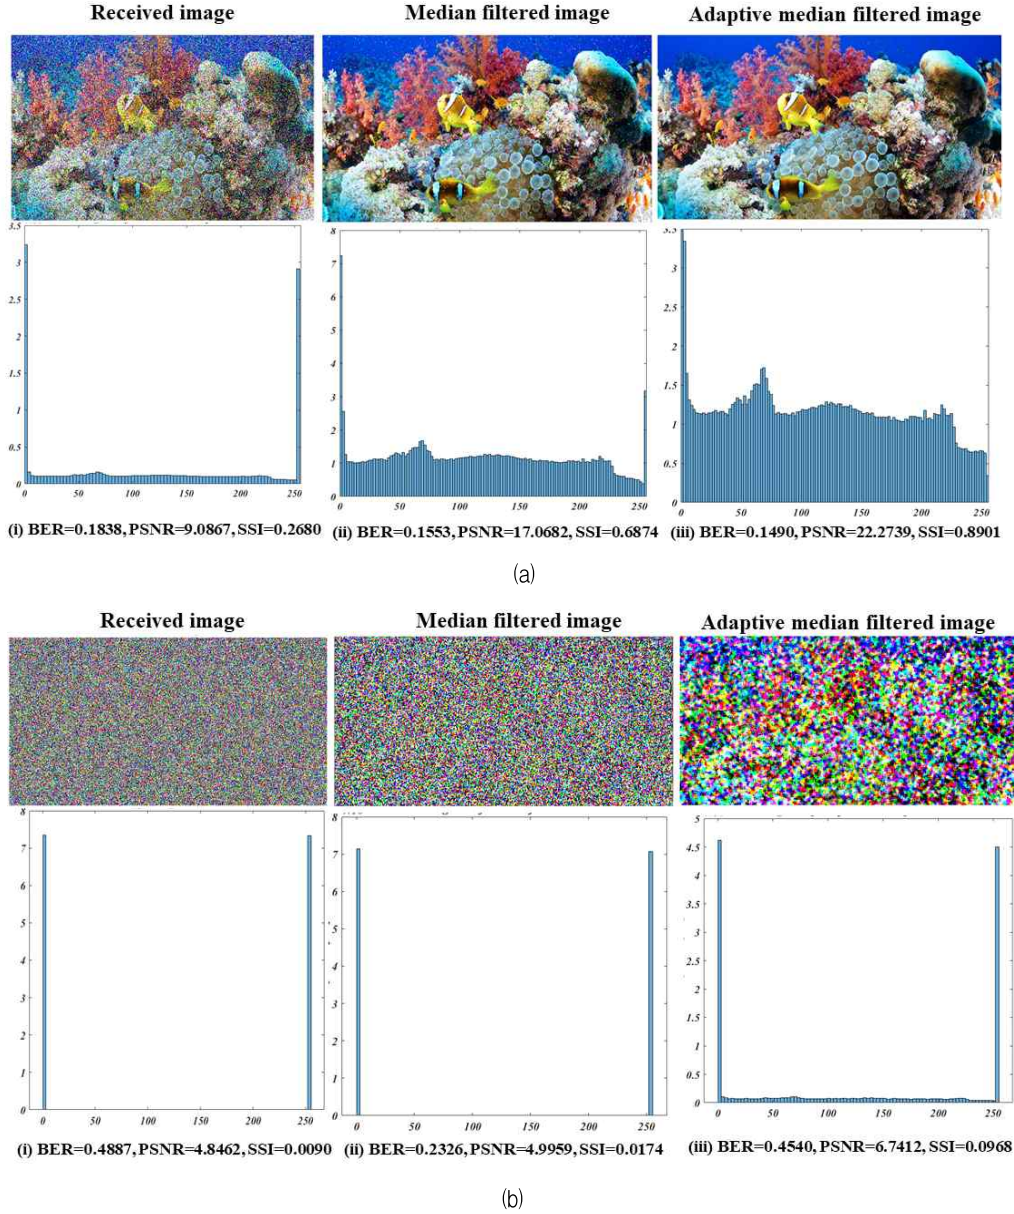 Received image
Median filtered image
Adaptive median filtered image
3.5
3
2.5
2
1.5
1
0.5
0
0 50 100 150 200 250
8
7
6
5
4
3
2
1
0
0 50 100 150 200 250
3.5
3
2.5
2
1.5
1
0.5
0
0 50 100 150 200 250
(i) BER=0.1838, PSNR=9.0867, SSI=0.2680
(ii) BER=0.1553, PSNR=17.0682, SSI=0.6874
(iii) BER=0.1490, PSNR=22.2739, SSI=0.8901
(a)
Received image
Median filtered image
Adaptive median filtered image
8
7
6
5
4
3
2
1
0
0 50 100 150 200 250
8
7
6
5
4
3
2
1
0
0 50 100 150 200 250
5
4.5
4
3.5
3
2.5
2
1.5
1
0.5
0
0 50 100 150 200 250
(i) BER=0.4887, PSNR=4.8462, SSI=0.0090
(ii) BER=0.2326, PSNR=4.9959, SSI=0.0174
(iii) BER=0.4540, PSNR=6.7412, SSI=0.0968
(b)